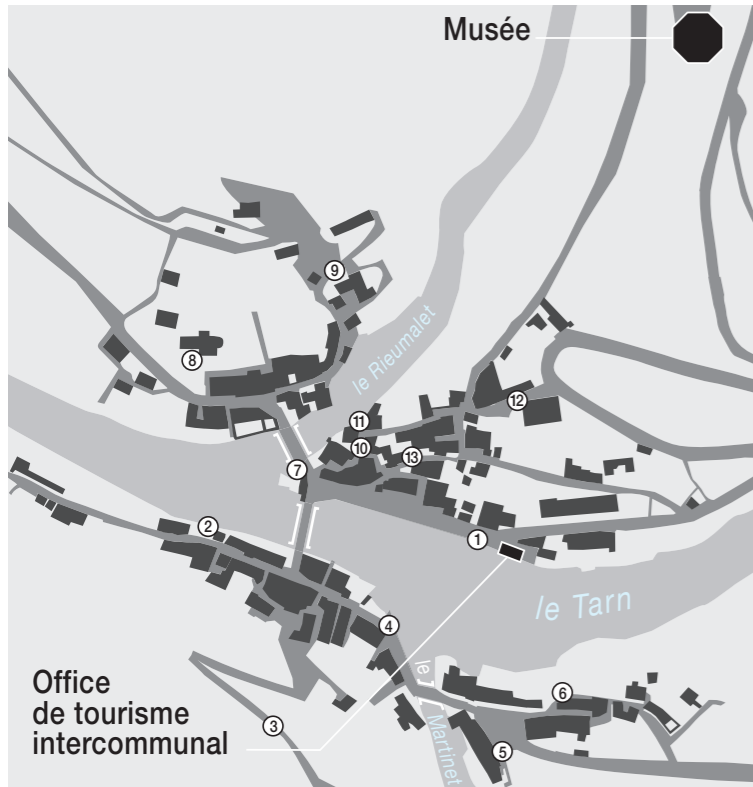 Musée
le Rieumalet
9
8
11
12
10
13
7
2
1
le Tarn
4
le
Martinet
6
3
5
Office
de tourisme
intercommunal